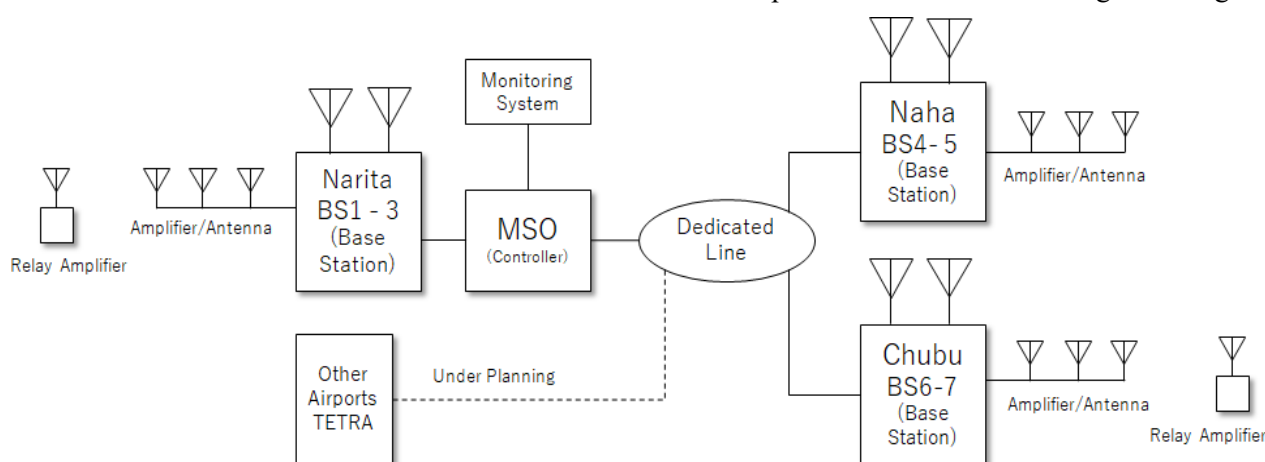 Monitoring
System
Narita
BS1 - 3
(Base
Station)
Amplifier/Antenna
Relay Amplifier
MSO
(Controller)
Dedicated
Line
Naha
BS4- 5
(Base
Station)
Amplifier/Antenna
Other
Airports
TETRA
Under Planning
Chubu
BS6-7
(Base
Station)
Amplifier/Antenna
Relay Amplifier